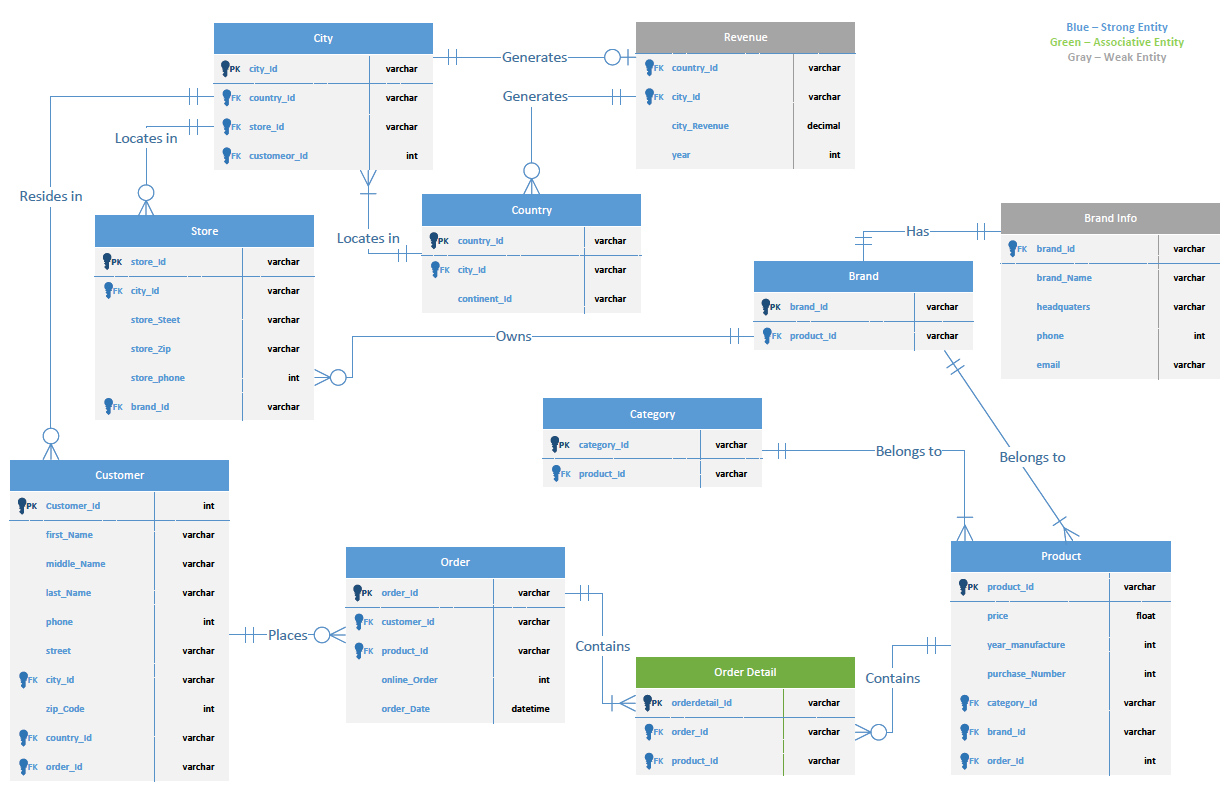 Blue – Strong Entity
Green – Associative Entity
Gray – Weak Entity
City
PK city_Id varchar
FK country_Id varchar
FK store_Id varchar
FK customeor_Id int
Generates
Generates
Revenue
FK country_Id varchar
FK city_Id varchar
city_Revenue decimal
year int
Locates in
Resides in
Locates in
Store
PK store_Id varchar
FK city_Id varchar
store_Steet varchar
store_Zip varchar
store_phone int
FK brand_Id varchar
Country
PK country_Id varchar
FK city_Id varchar
continent_Id varchar
Has
Brand Info
FK brand_Id varchar
brand_Name varchar
headquaters varchar
phone int
email varchar
Brand
PK brand_Id varchar
FK product_Id varchar
Owns
Category
PK category_Id varchar
FK product_Id varchar
Belongs to
Belongs to
Customer
PK Customer_Id int
first_Name varchar
middle_Name varchar
last_Name varchar
phone int
street varchar
FK city_Id varchar
zip_Code int
FK country_Id varchar
FK order_Id varchar
Places
Order
PK order_Id varchar
FK customer_Id varchar
FK product_Id varchar
online_Order int
order_Date datetime
Contains
Order Detail
PK orderdetail_Id varchar
FK order_Id varchar
FK product_Id varchar
Contains
Product
PK product_Id varchar
price float
year_manufacture int
purchase_Number int
FK category_Id varchar
FK brand_Id varchar
FK order_Id int